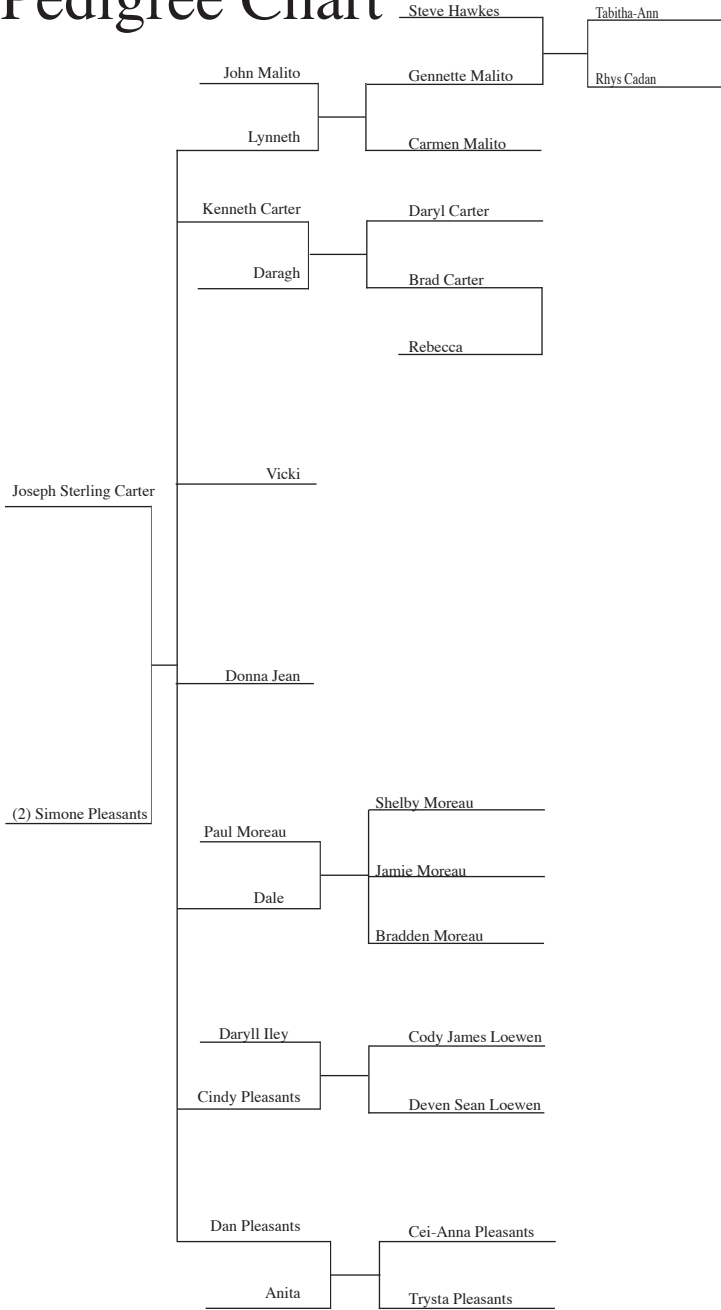 Pedigree Chart
Steve Hawkes
Tabitha-Ann
John Malito
Gennette Malito
Rhys Cadan
Lynneth
Carmen Malito
Kenneth Carter
Daryl Carter
Daragh
Brad Carter
Rebecca
Vicki
Joseph Sterling Carter
Donna Jean
(2) Simone Pleasants
Shelby Moreau
Paul Moreau
Jamie Moreau
Dale
Bradden Moreau
Daryll Iley
Cody James Loewen
Cindy Pleasants
Deven Sean Loewen
Dan Pleasants
Cei-Anna Pleasants
Anita
Trysta Pleasants